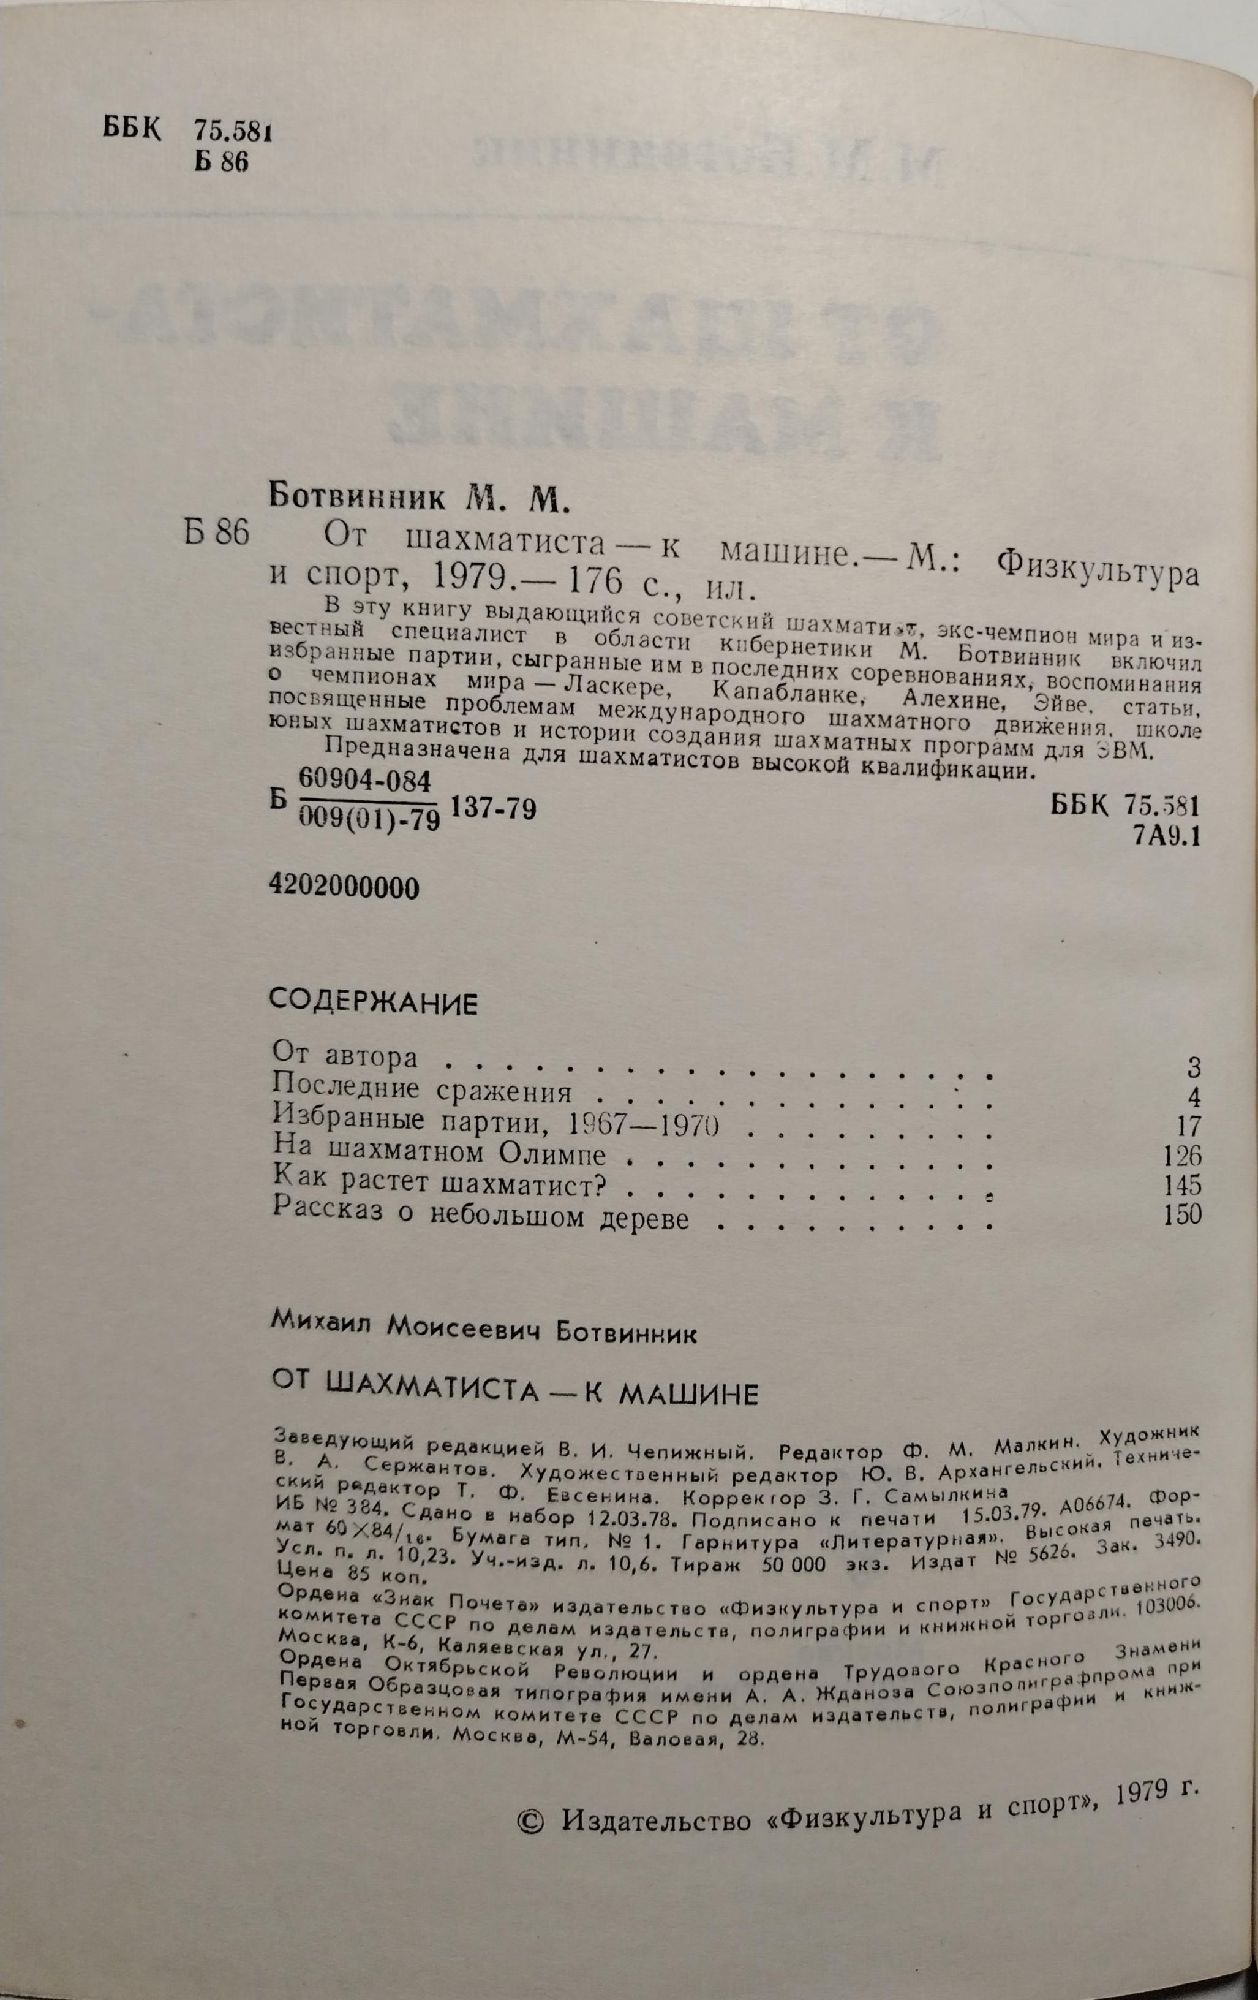 ББК 75.581
Б 86
Ботвинник М. М.
Б 86 От шахматиста — к машине.— М.: Физкультура
и спорт, 1979.— 176 с., ил.
В эту книгу выдающийся советский шахматист, экс-чемпион мира и из-
вестный специалист в области кибернетики М. Ботвинник включил
избранные партии, сыгранные им в последних соревнованиях, воспоминания
о чемпионах мира — Ласкере, Капабланке, Алехине, Эйве, статьи,
посвященные проблемам международного шахматного движения, школе
юных шахматистов и истории создания шахматных программ для ЭВМ.
Предназначена для шахматистов высокой квалификации.
60904-084
Б 009(01)-79 137-79
ББК 75.581
7А9.1
4202000000
СОДЕРЖАНИЕ
От автора . . . . . . . . . . . . . . . . . . . 3
Последние сражения . . . . . . . . . . . . . . 4
Избранные партии, 1967—1970 . . . . . . . . . 17
На шахматном Олимпе . . . . . . . . . . . . . 126
Как растет шахматист? . . . . . . . . . . . . . 145
Рассказ о небольшом дереве . . . . . . . . . . 150
Михаил Моисеевич Ботвинник
ОТ ШАХМАТИСТА — К МАШИНЕ
Заведующий редакцией В. И. Чепижный. Редактор Ф. М. Малкин. Художник
В. А. Сержантов. Художественный редактор Ю. В. Архангельский. Техниче-
ский редактор Т. Ф. Евсенина. Корректор З. Г. Самылкина
ИБ № 384. Сдано в набор 12.03.78. Подписано к печати 15.03.79. А06674. Фор-
мат 60×84/16. Бумага тип. № 1. Гарнитура «Литературная». Высокая печать.
Усл. п. л. 10,23. Уч.-изд. л. 10,6. Тираж 50 000 экз. Издат № 5626. Зак. 3490.
Цена 85 коп.
Ордена «Знак Почета» издательство «Физкультура и спорт» Государственного
комитета СССР по делам издательств, полиграфии и книжной торговли. 103006.
Москва, К-6, Каляевская ул., 27.
Ордена Октябрьской Революции и ордена Трудового Красного Знамени
Первая Образцовая типография имени А. А. Жданова Союзполиграфпрома при
Государственном комитете СССР по делам издательств, полиграфии и книж-
ной торговли. Москва, М-54, Валовая, 28.
© Издательство «Физкультура и спорт», 1979 г.